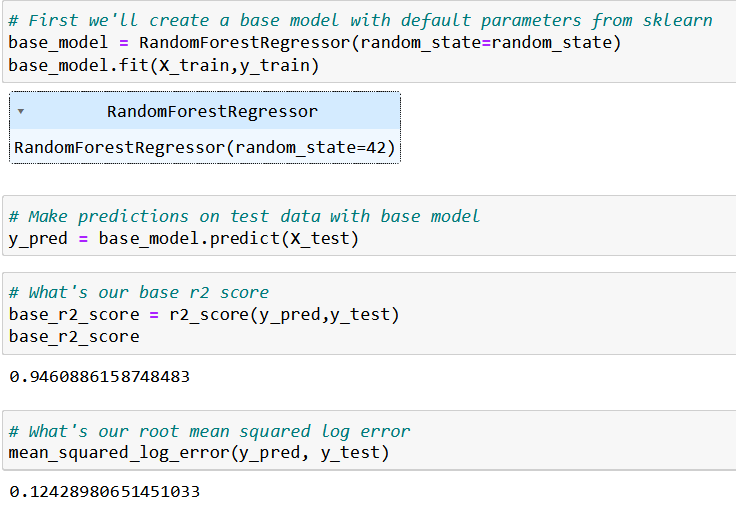 # First we'll create a base model with default parameters from sklearn
base_model = RandomForestRegressor(random_state=random_state)
base_model.fit(X_train,y_train)
▾ RandomForestRegressor
RandomForestRegressor(random_state=42)
# Make predictions on test data with base model
y_pred = base_model.predict(X_test)
# What's our base r2 score
base_r2_score = r2_score(y_pred,y_test)
base_r2_score
0.9460886158748483
# What's our root mean squared log error
mean_squared_log_error(y_pred, y_test)
0.12428980651451033